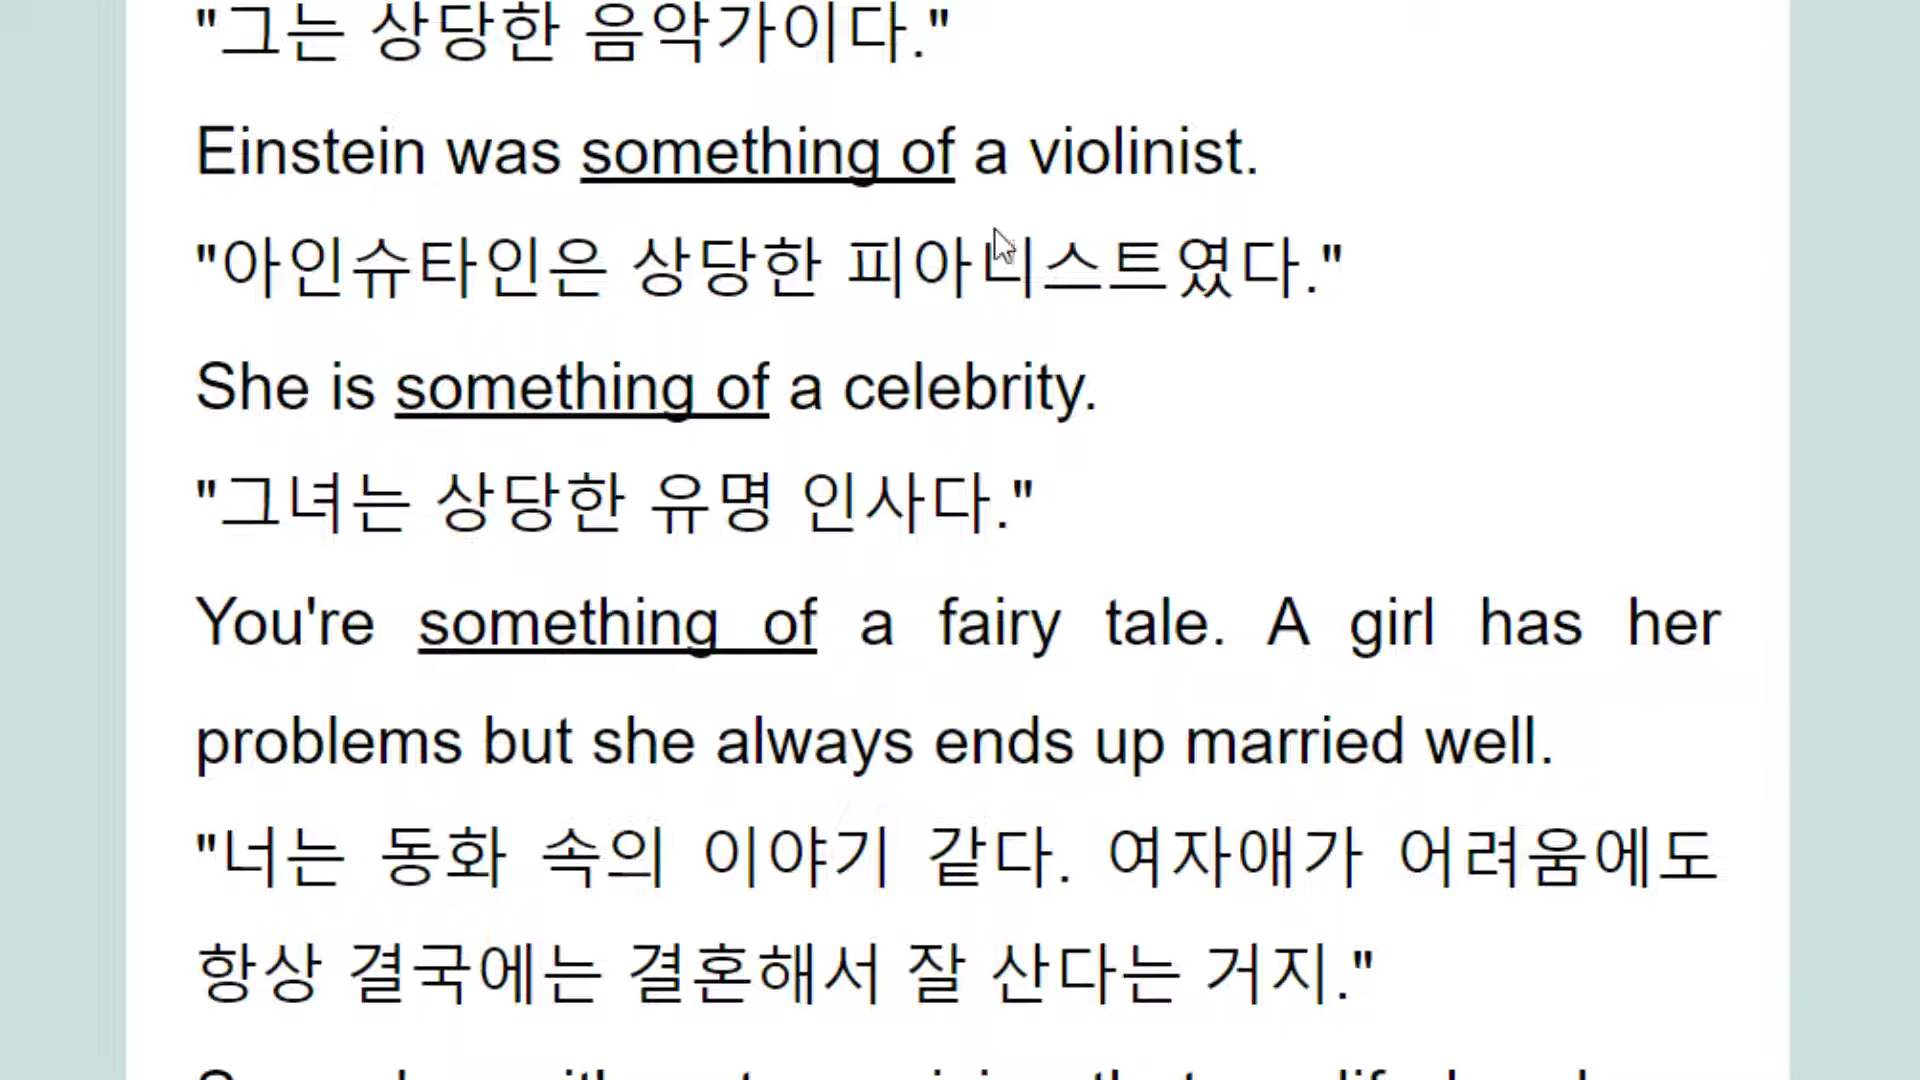 "그는 상당한 음악가이다."
Einstein was something of a violinist.
"아인슈타인은 상당한 피아니스트였다."
She is something of a celebrity.
"그녀는 상당한 유명 인사다."
You're something of a fairy tale. A girl has her
problems but she always ends up married well.
"너는 동화 속의 이야기 같다. 여자애가 어려움에도
항상 결국에는 결혼해서 잘 산다는 거지."